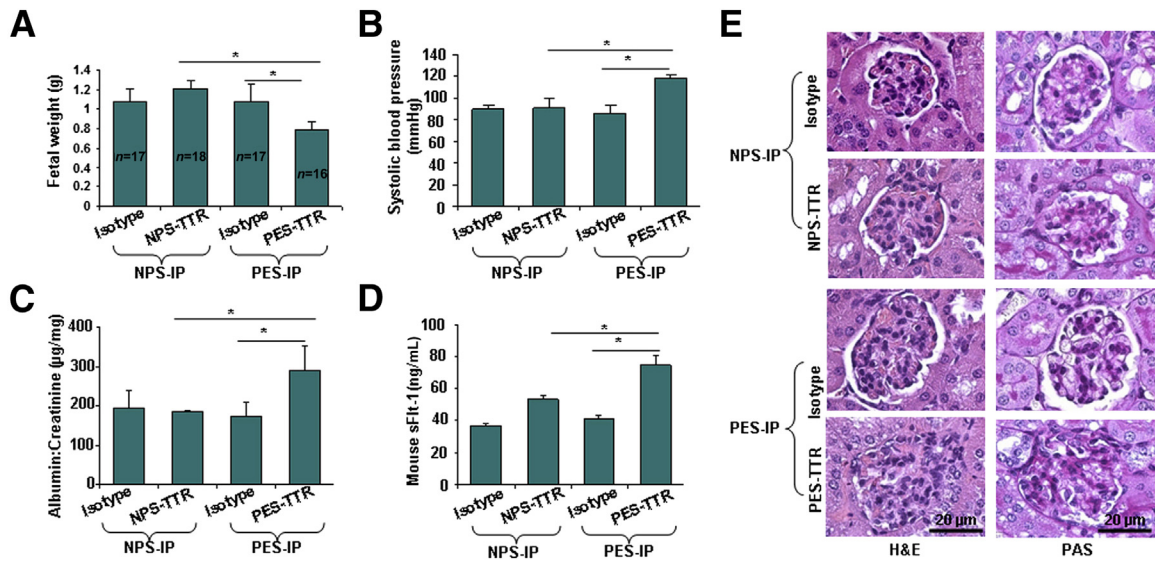 A
Fetal weight (g)
1.4
1.2
1
0.8
0.6
0.4
0.2
0
*
*
n=17
n=18
n=17
n=16
Isotype
NPS-TTR
Isotype
PES-TTR
NPS-IP
PES-IP
B
Systolic blood pressure
(mmHg)
140
120
100
80
60
40
20
0
*
*
Isotype
NPS-TTR
Isotype
PES-TTR
NPS-IP
PES-IP
C
Albumin:Creatinine (µg/mg)
400
300
200
100
0
*
*
Isotype
NPS-TTR
Isotype
PES-TTR
NPS-IP
PES-IP
D
Mouse sFlt-1(ng/mL)
100
80
60
40
20
0
*
*
Isotype
NPS-TTR
Isotype
PES-TTR
NPS-IP
PES-IP
E
NPS-IP
Isotype
NPS-TTR
PES-IP
Isotype
PES-TTR
20 µm
20 µm
H&E
PAS